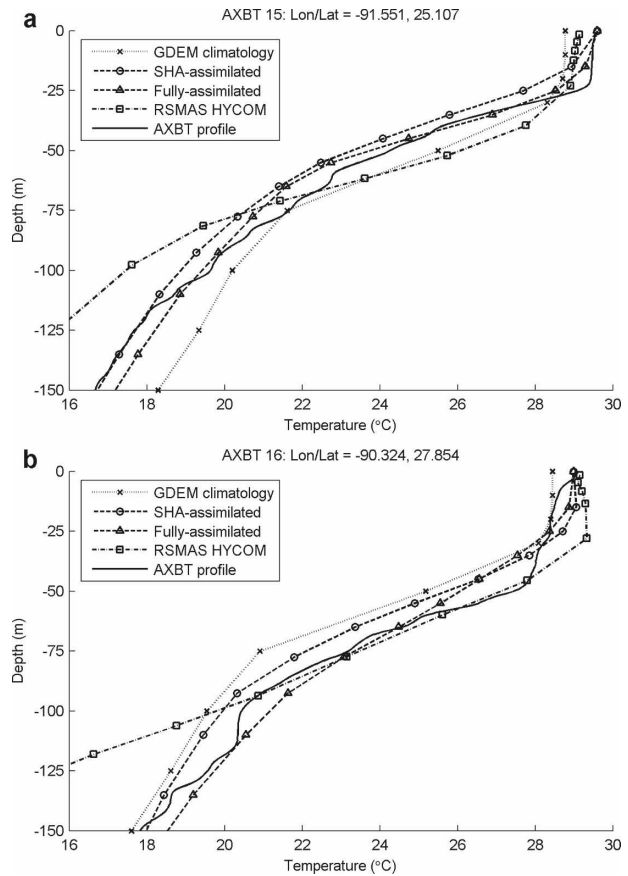 a
AXBT 15: Lon/Lat = -91.551, 25.107
GDEM climatology
SHA-assimilated
Fully-assimilated
RSMAS HYCOM
AXBT profile
0
-25
-50
-75
-100
-125
-150
Depth (m)
16 18 20 22 24 26 28 30
Temperature (°C)
b
AXBT 16: Lon/Lat = -90.324, 27.854
GDEM climatology
SHA-assimilated
Fully-assimilated
RSMAS HYCOM
AXBT profile
0
-25
-50
-75
-100
-125
-150
Depth (m)
16 18 20 22 24 26 28 30
Temperature (°C)